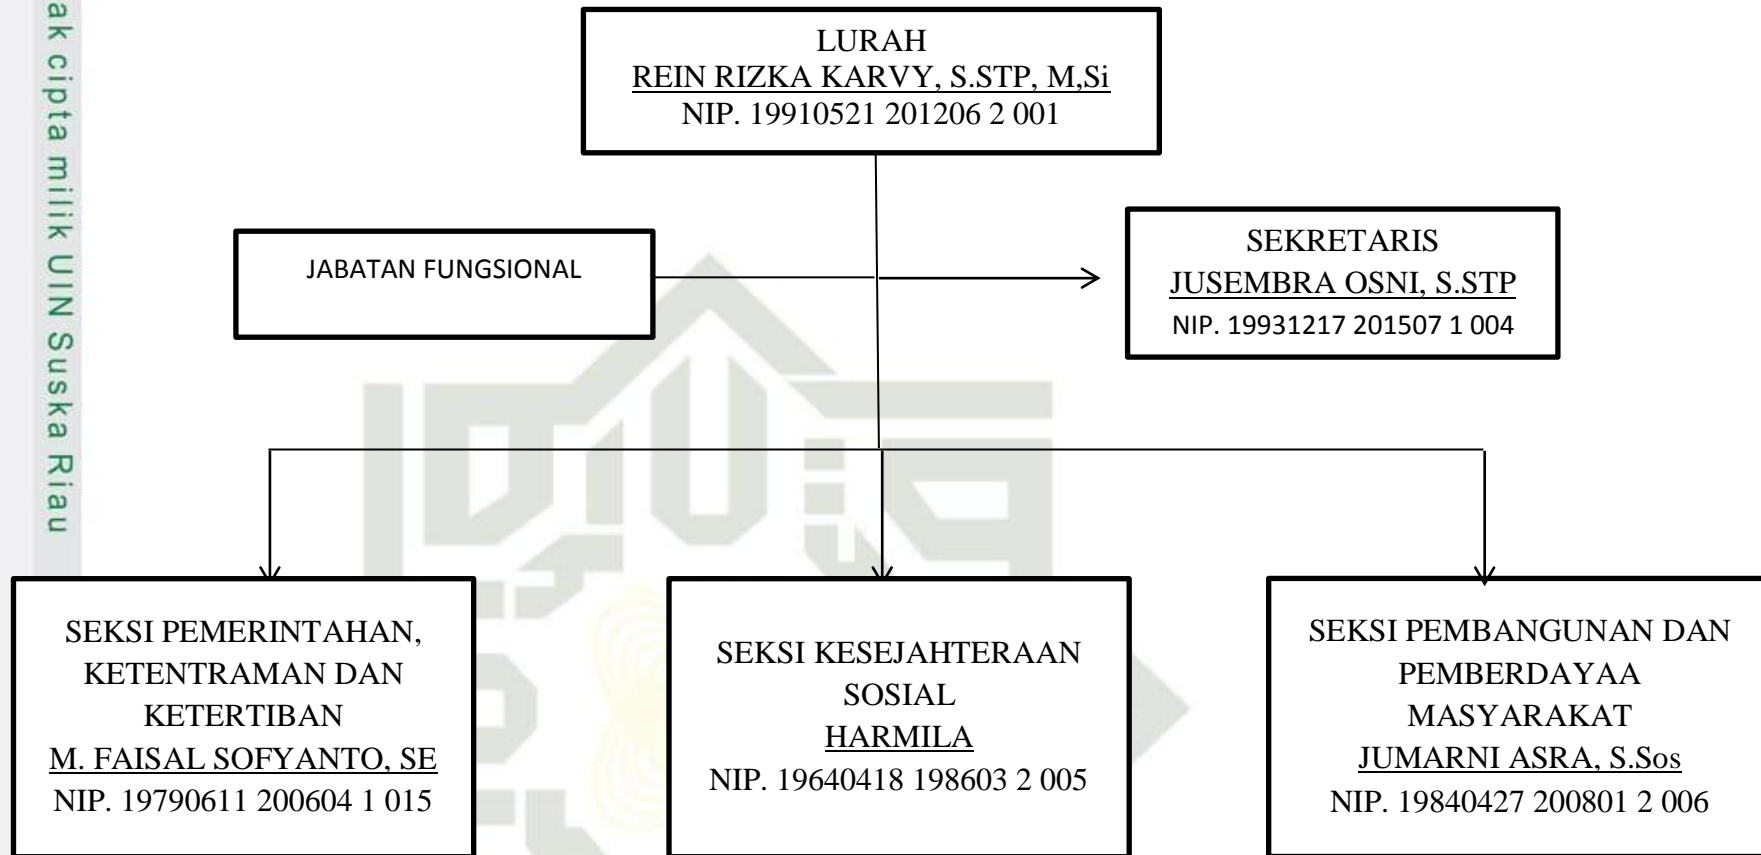 ak cipta milik UIN Suska Riau
LURAH
REIN RIZKA KARVY, S.STP, M,Si
NIP. 19910521 201206 2 001
JABATAN FUNGSIONAL
SEKRETARIS
JUSEMBRA OSNI, S.STP
NIP. 19931217 201507 1 004
SEKSI PEMERINTAHAN,
KETENTRAMAN DAN
KETERTIBAN
M. FAISAL SOFYANTO, SE
NIP. 19790611 200604 1 015
SEKSI KESEJAHTERAAN
SOSIAL
HARMILA
NIP. 19640418 198603 2 005
SEKSI PEMBANGUNAN DAN
PEMBERDAYAA
MASYARAKAT
JUMARNI ASRA, S.Sos
NIP. 19840427 200801 2 006